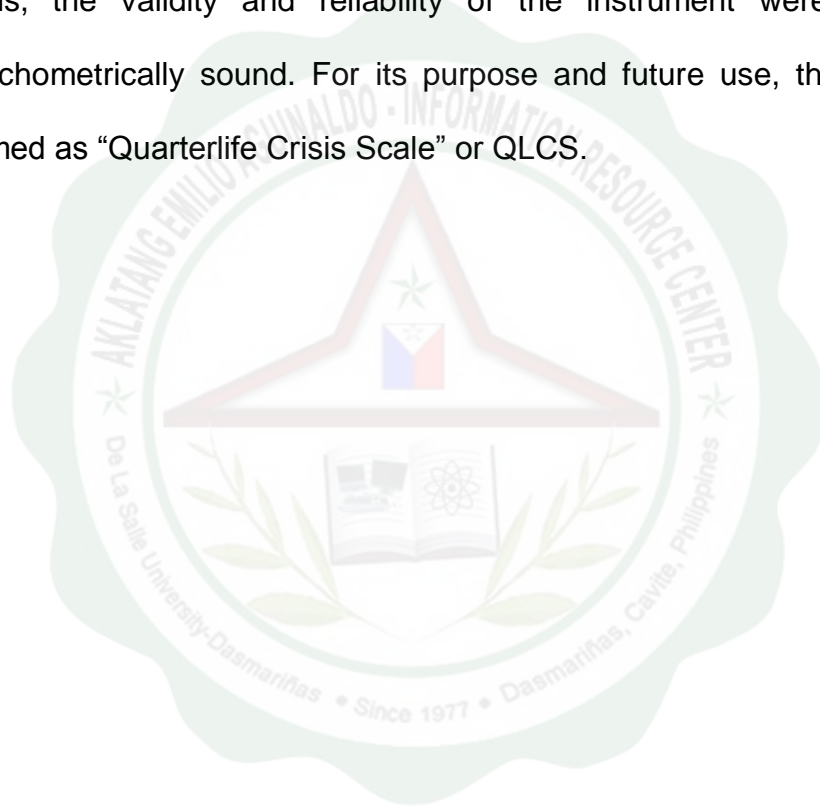 is, the validity and reliability of the instrument were
chometrically sound. For its purpose and future use, th
ned as “Quarterlife Crisis Scale” or QLCS.
AKLATANG EMILIO AGUINALDO - INFORMATION RESOURCE CENTER
De La Salle University-Dasmariñas • Since 1977 • Dasmariñas, Cavite, Philippines